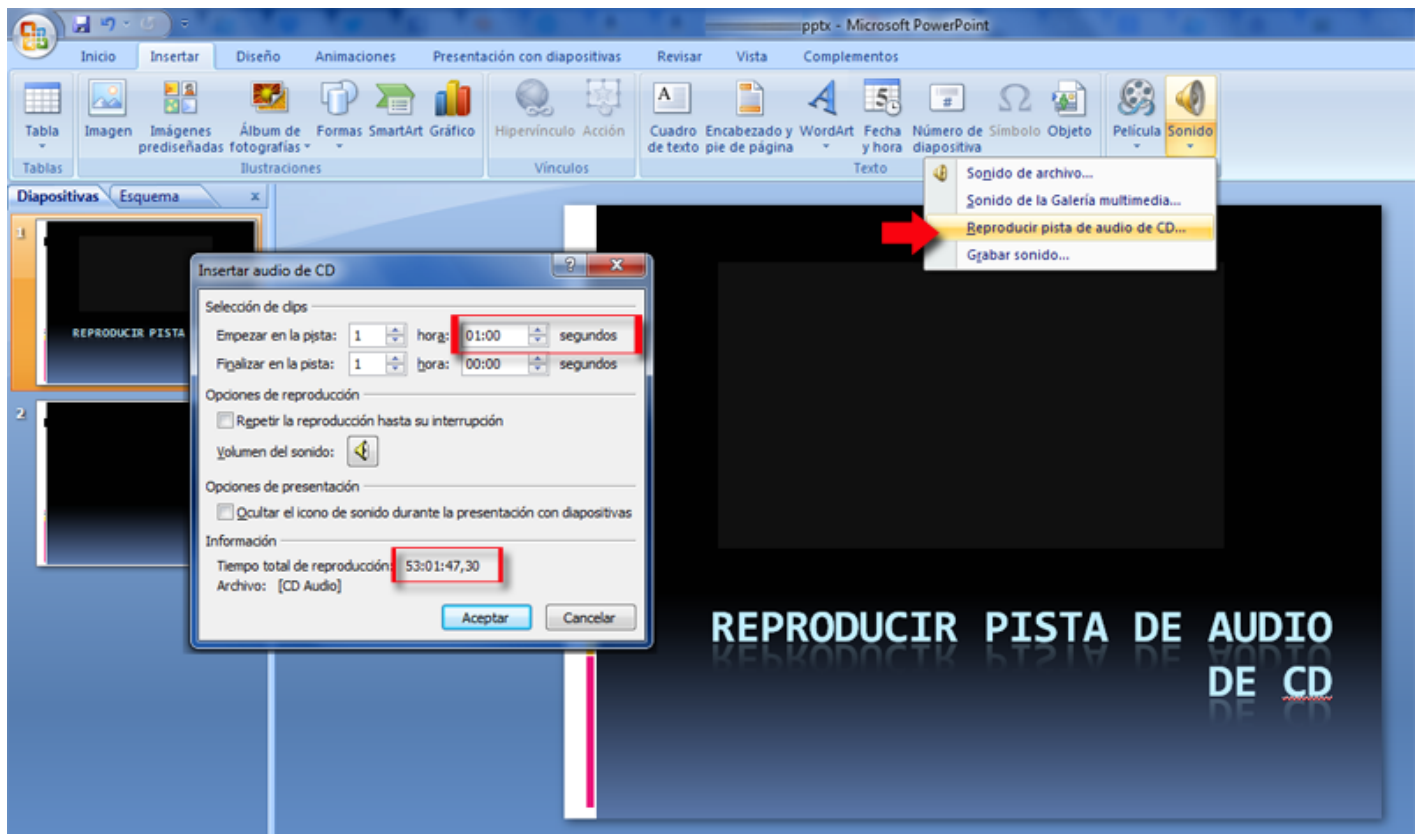 pptx - Microsoft PowerPoint
Inicio Insertar Diseño Animaciones Presentación con diapositivas Revisar Vista Complementos
Tabla Imagen Imágenes prediseñadas Álbum de fotografías Formas SmartArt Gráfico Hipervínculo Acción Cuadro de texto Encabezado y pie de página WordArt Fecha y hora Número de diapositiva Símbolo Objeto Película Sonido
Tablas Ilustraciones Vínculos Texto
Sonido de archivo...
Sonido de la Galería multimedia...
Reproducir pista de audio de CD...
Grabar sonido...
Diapositivas Esquema x
1
REPRODUCIR PISTA
2
Insertar audio de CD
Selección de clips
Empezar en la pista: 1 hora: 01:00 segundos
Finalizar en la pista: 1 hora: 00:00 segundos
Opciones de reproducción
Repetir la reproducción hasta su interrupción
Volumen del sonido:
Opciones de presentación
Ocultar el icono de sonido durante la presentación con diapositivas
Información
Tiempo total de reproducción: 53:01:47,30
Archivo: [CD Audio]
Aceptar Cancelar
REPRODUCIR PISTA DE AUDIO
DE CD